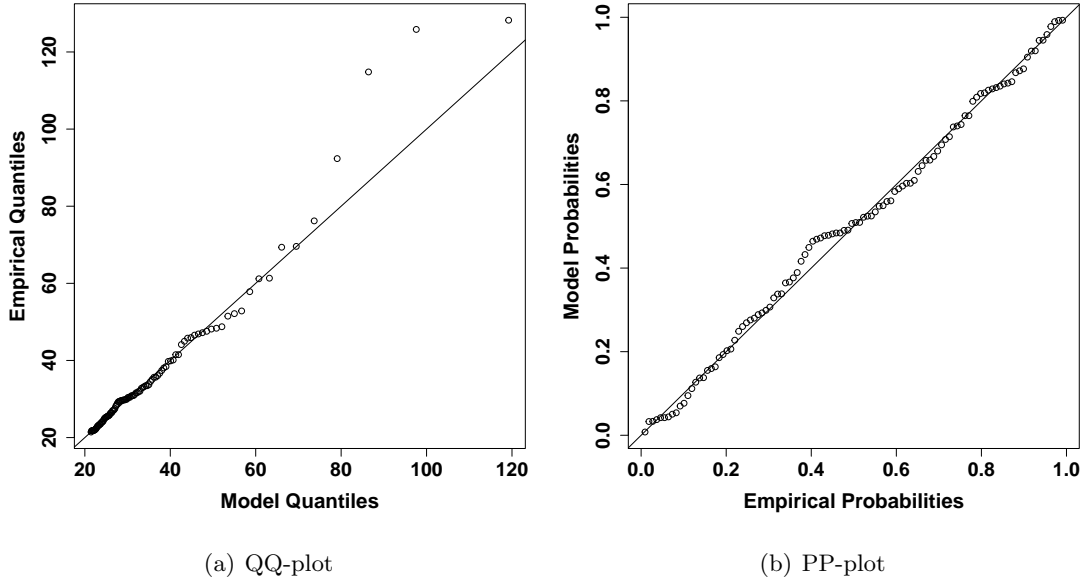 Empirical Quantiles
120
100
80
60
40
20
20 40 60 80 100 120
Model Quantiles
(a) QQ-plot
Model Probabilities
1.0
0.8
0.6
0.4
0.2
0.0
0.0 0.2 0.4 0.6 0.8 1.0
Empirical Probabilities
(b) PP-plot